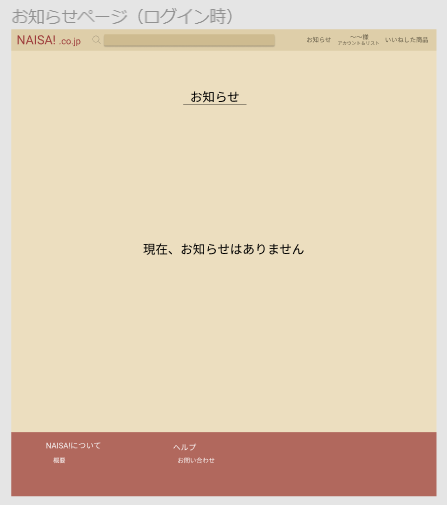 お知らせページ（ログイン時）
NAISA! .co.jp
お知らせ
〜〜様
アカウント&リスト
いいねした商品
お知らせ
現在、お知らせはありません
NAISA!について
ヘルプ
概要
お問い合わせ